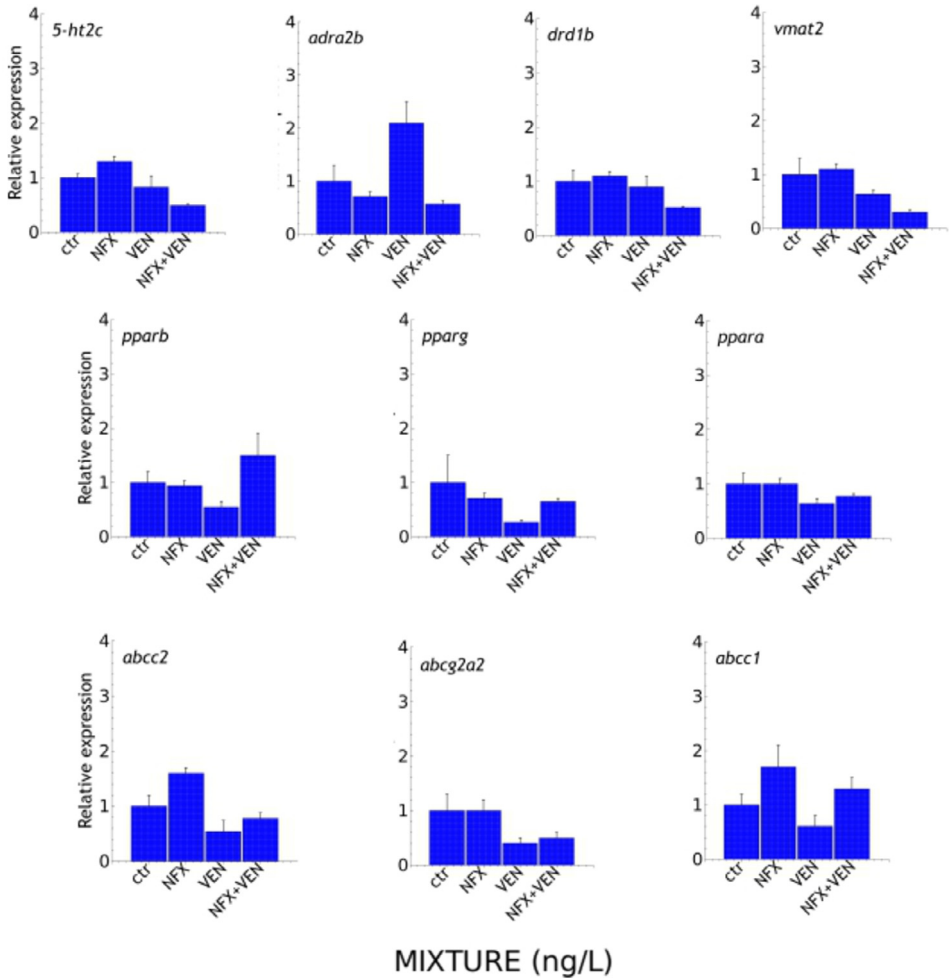 5-ht2c
4
3
2
1
0
Relative expression
ctr
NFX
VEN
NFX+VEN
adra2b
4
3
2
1
0
ctr
NFX
VEN
NFX+VEN
drd1b
4
3
2
1
0
ctr
NFX
VEN
NFX+VEN
vmat2
4
3
2
1
0
ctr
NFX
VEN
NFX+VEN
pparb
4
3
2
1
0
Relative expression
ctr
NFX
VEN
NFX+VEN
pparg
4
3
2
1
0
ctr
NFX
VEN
NFX+VEN
ppara
4
3
2
1
0
ctr
NFX
VEN
NFX+VEN
abcc2
4
3
2
1
0
Relative expression
ctr
NFX
VEN
NFX+VEN
abcg2a2
4
3
2
1
0
ctr
NFX
VEN
NFX+VEN
abcc1
4
3
2
1
0
ctr
NFX
VEN
NFX+VEN
MIXTURE (ng/L)